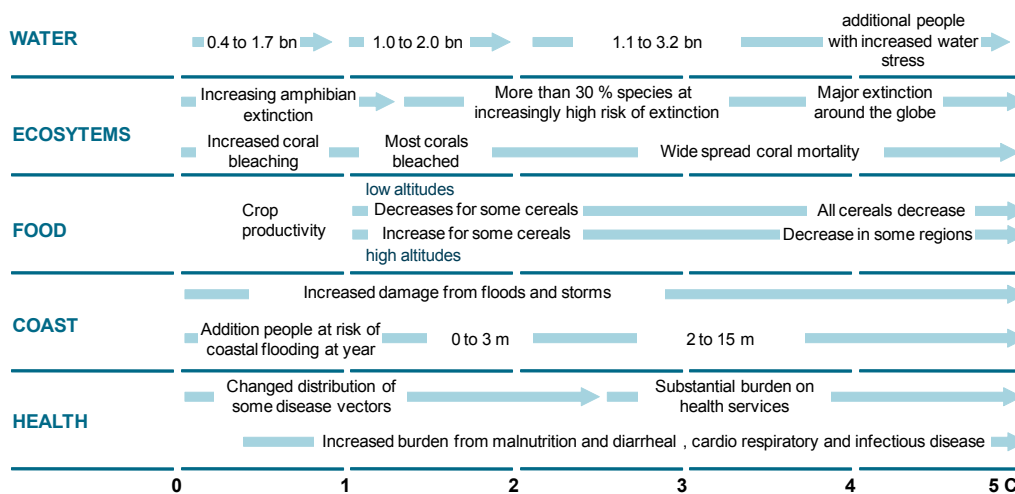 WATER
0.4 to 1.7 bn
1.0 to 2.0 bn
1.1 to 3.2 bn
additional people
with increased water
stress
ECOSYTEMS
Increasing amphibian
extinction
More than 30 % species at
increasingly high risk of extinction
Major extinction
around the globe
Increased coral
bleaching
Most corals
bleached
Wide spread coral mortality
FOOD
Crop
productivity
low altitudes
Decreases for some cereals
All cereals decrease
Increase for some cereals
Decrease in some regions
high altitudes
COAST
Increased damage from floods and storms
Addition people at risk of
coastal flooding at year
0 to 3 m
2 to 15 m
HEALTH
Changed distribution of
some disease vectors
Substantial burden on
health services
Increased burden from malnutrition and diarrheal , cardio respiratory and infectious disease
0 1 2 3 4 5 C